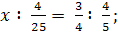 x : 4/25 = 3/4 : 4/5;